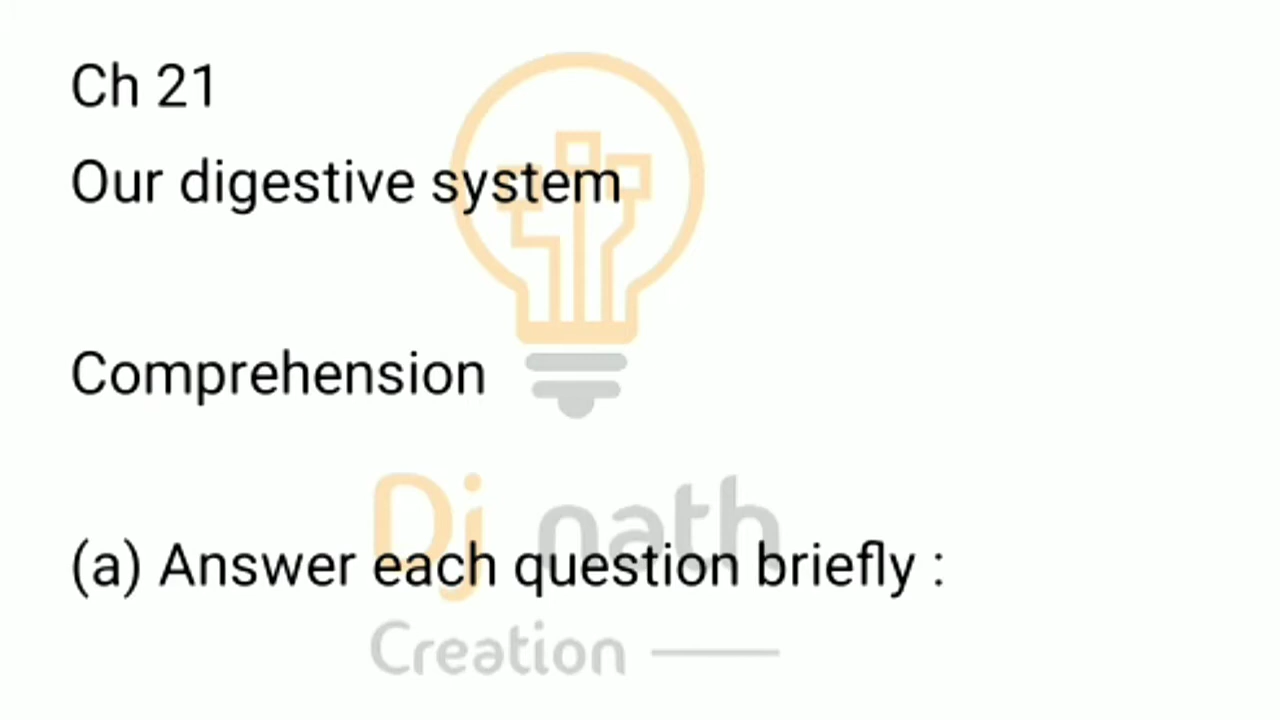 Ch 21
Our digestive system
Comprehension
(a) Answer each question briefly :
Dj nath
Creation